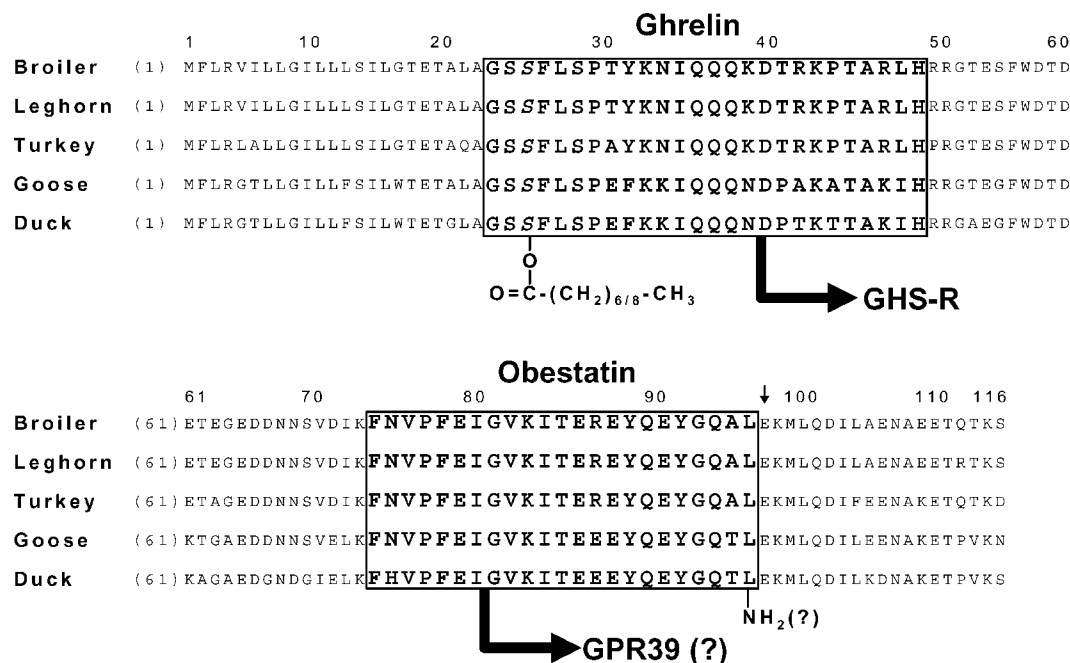 Ghrelin
1 10 20 30 40 50 60
Broiler (1) MFLRVILLGILLLSILGTETALAGSSFLSPTYKNIQQQKDTRKPTARLHRRGTESFWDTD
Leghorn (1) MFLRVILLGILLLSILGTETALAGSSFLSPTYKNIQQQKDTRKPTARLHRRGTESFWDTD
Turkey (1) MFLRLALLGILLLSILGTETAQAGSSFLSPAYKNIQQQKDTRKPTARLHPRGTESFWDTD
Goose (1) MFLRGTLLGILLFSILWTETALAGSSFLSPEFKKIQQQNDPAKATAKIHRRGTEGFWDTD
Duck (1) MFLRGTLLGILLFSILWTETGLAGSSFLSPEFKKIQQQNDPTKTTAKIHRRGAEGFWDTD
O
O=C-(CH2)6/8-CH3
GHS-R
Obestatin
61 70 80 90 ↓ 100 110 116
Broiler (61) ETEGEDDNNSVDIKFNVPFEIGVKITEREYQEYGQALEKMLQDILAENAEETQTKS
Leghorn (61) ETEGEDDNNSVDIKFNVPFEIGVKITEREYQEYGQALEKMLQDILAENAEETRTKS
Turkey (61) ETAGEDDNNSVDIKFNVPFEIGVKITEREYQEYGQALEKMLQDIFEENAKETQTKD
Goose (61) KTGAEDDNNSVELKFNVPFEIGVKITEEEYQEYGQTLEKMLQDILEENAKETPVKN
Duck (61) KAGAEDGNDGIELKFHVPFEIGVKITEEEYQEYGQTLEKMLQDILKDNAKETPVKS
NH2(?)
GPR39 (?)